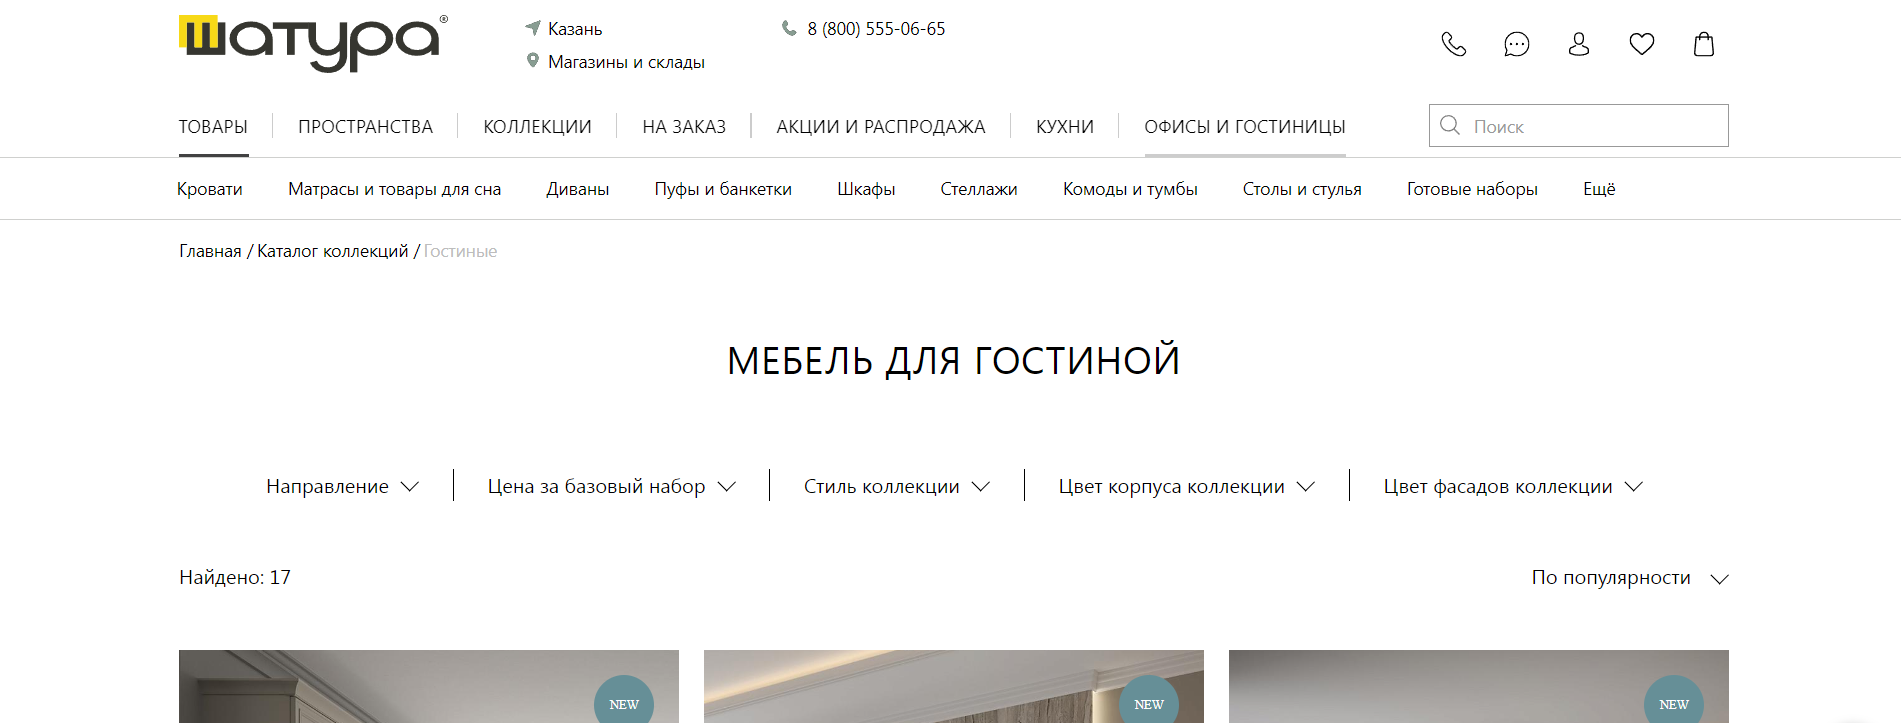 шатура®
Казань
8 (800) 555-06-65
Магазины и склады
ТОВАРЫ
ПРОСТРАНСТВА
КОЛЛЕКЦИИ
НА ЗАКАЗ
АКЦИИ И РАСПРОДАЖА
КУХНИ
ОФИСЫ И ГОСТИНИЦЫ
Поиск
Кровати
Матрасы и товары для сна
Диваны
Пуфы и банкетки
Шкафы
Стеллажи
Комоды и тумбы
Столы и стулья
Готовые наборы
Ещё
Главная / Каталог коллекций / Гостиные
МЕБЕЛЬ ДЛЯ ГОСТИНОЙ
Направление
Цена за базовый набор
Стиль коллекции
Цвет корпуса коллекции
Цвет фасадов коллекции
Найдено: 17
По популярности
NEW
NEW
NEW